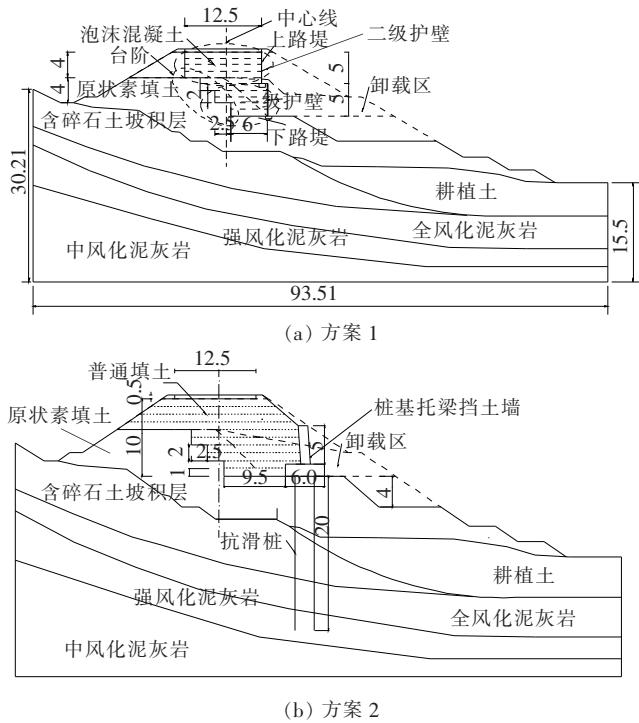 12.5
中心线
泡沫混凝土
上路堤
二级护壁
台阶
4
5
卸载区
原状素填土
4
2
5
级护壁
含碎石土坡积层
2.5
6
下路堤
30.21
耕植土
15.5
强风化泥灰岩
全风化泥灰岩
中风化泥灰岩
93.51
(a) 方案 1
12.5
普通填土
0.5
桩基托梁挡土墙
原状素填土
5
卸载区
10
2
2.5
1
9.5
6.0
4
含碎石土坡积层
20
抗滑桩
耕植土
强风化泥灰岩
全风化泥灰岩
中风化泥灰岩
(b) 方案 2